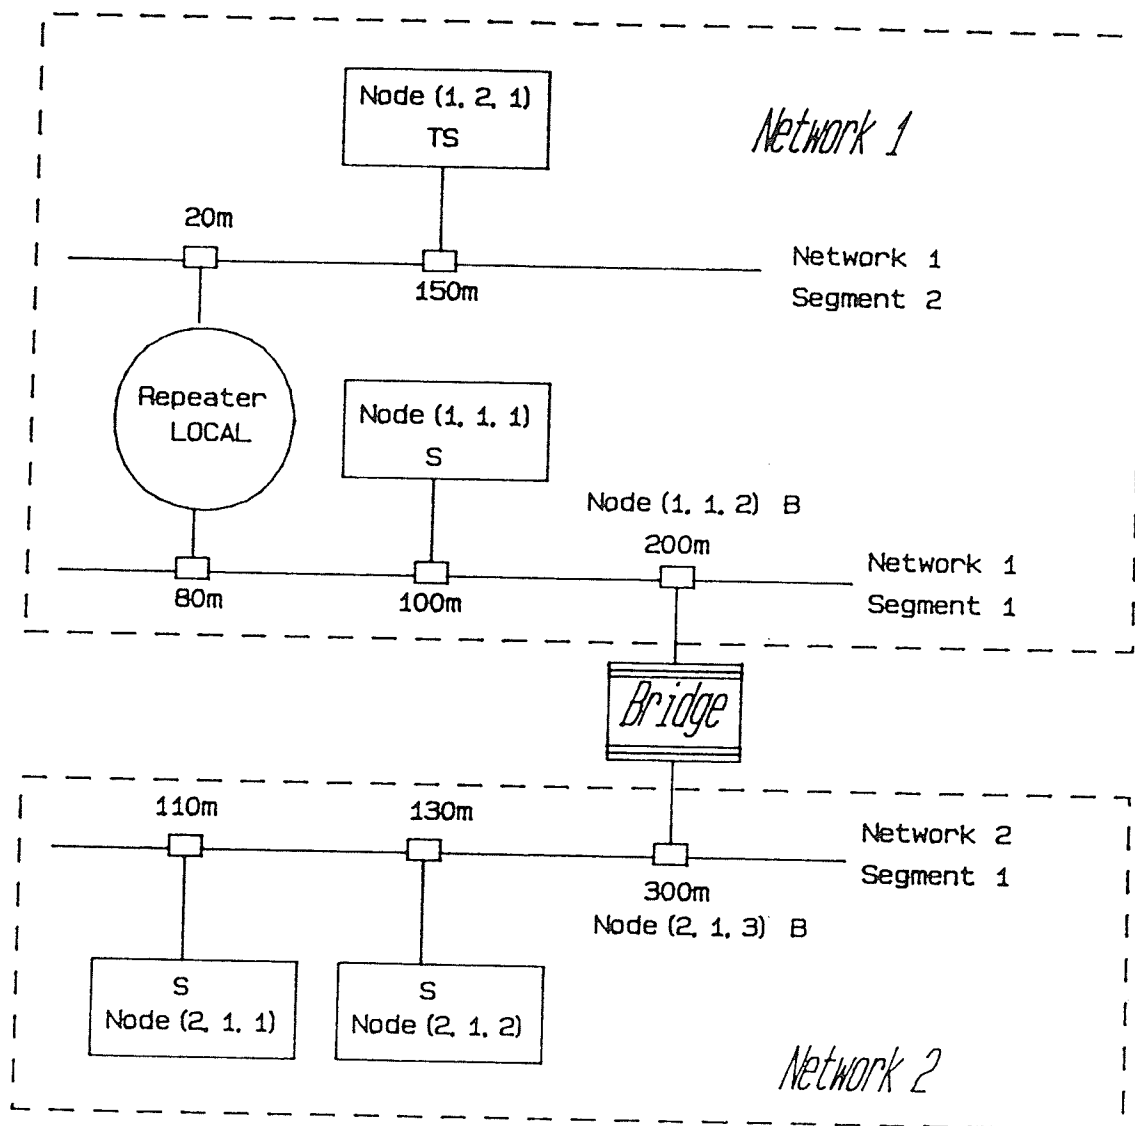 Node (1, 2, 1)
TS
Network 1
20m
150m
Network 1
Segment 2
Repeater
LOCAL
Node (1, 1, 1)
S
Node (1, 1, 2) B
200m
80m
100m
Network 1
Segment 1
Bridge
110m
130m
300m
Node (2, 1, 3) B
Network 2
Segment 1
S
Node (2, 1, 1)
S
Node (2, 1, 2)
Network 2